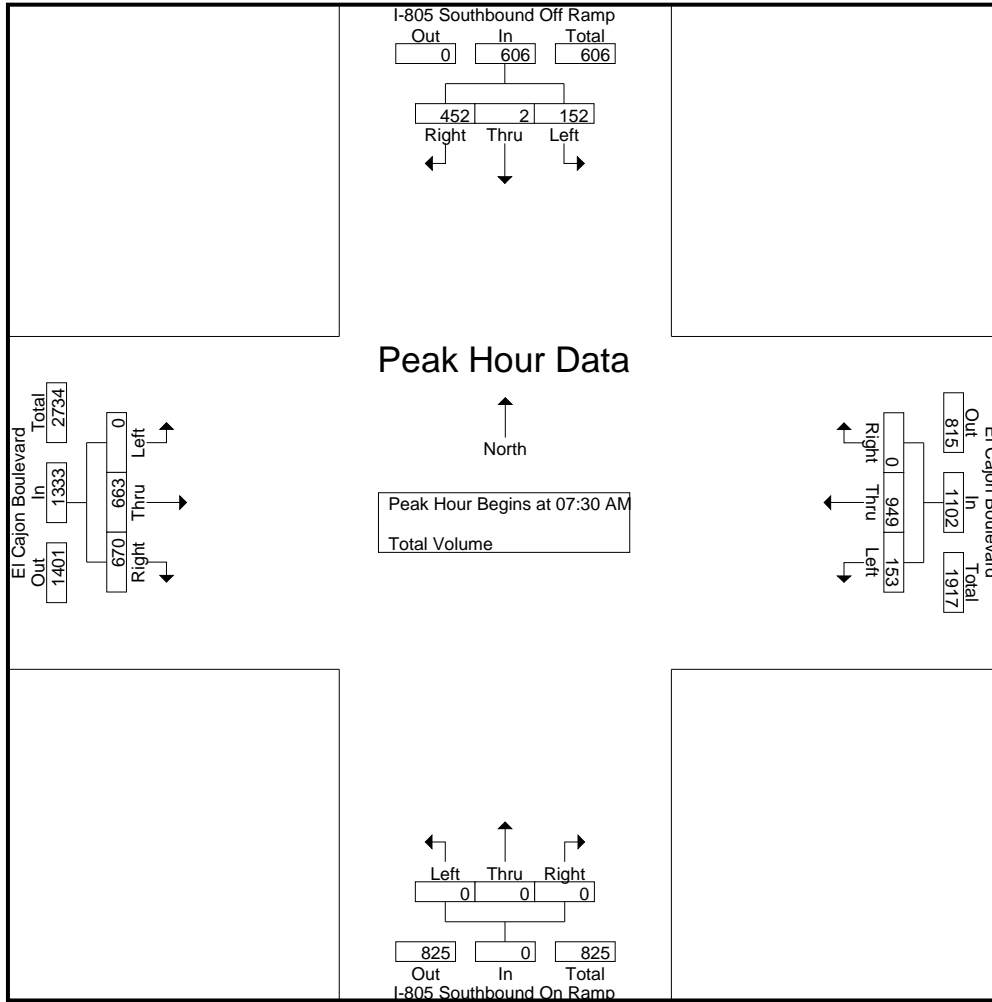 I-805 Southbound Off Ramp
Out In Total
0 606 606
452 2 152
Right Thru Left
Peak Hour Data
North
Peak Hour Begins at 07:30 AM
Total Volume
El Cajon Boulevard
Out In Total
1401 1333 2734
0 663 670
Left Thru Right
El Cajon Boulevard
Out In Total
815 1102 1917
0 949 153
Right Thru Left
Left Thru Right
0 0 0
825 0 825
Out In Total
I-805 Southbound On Ramp